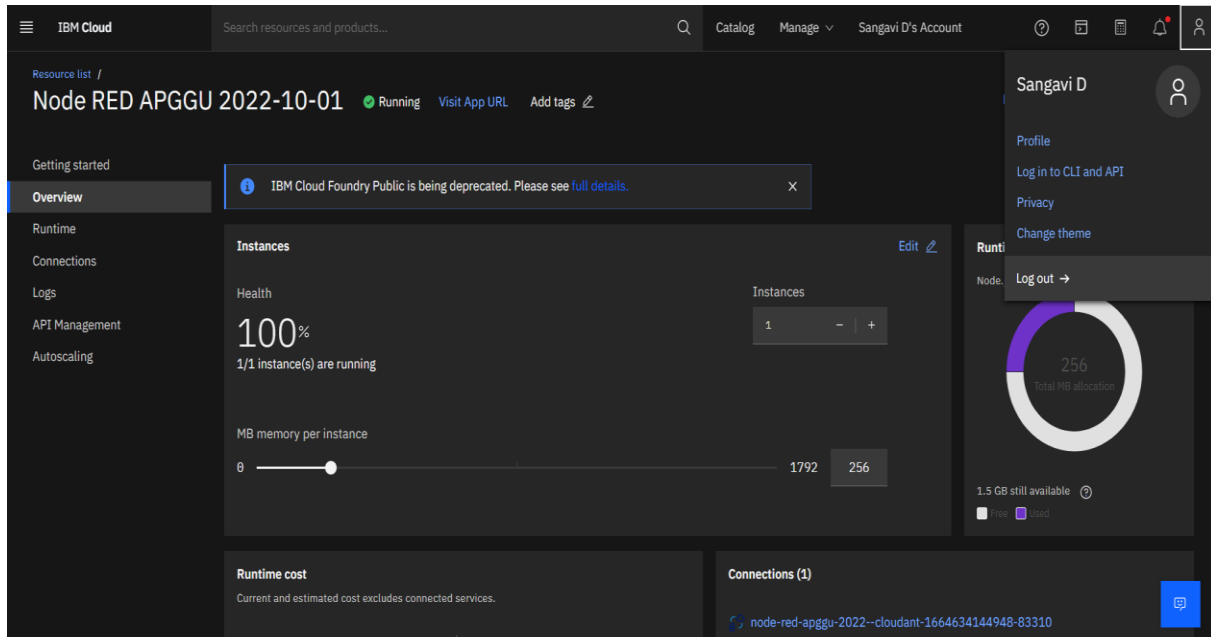 IBM Cloud
Search resources and products...
Catalog
Manage
Sangavi D's Account
Resource list /
Node RED APGGU 2022-10-01
Running
Visit App URL
Add tags
Sangavi D
Profile
Log in to CLI and API
Privacy
Change theme
Log out →
Getting started
Overview
Runtime
Connections
Logs
API Management
Autoscaling
IBM Cloud Foundry Public is being deprecated. Please see full details.
X
Instances
Edit
Health
100%
1/1 instance(s) are running
Instances
1 - | +
MB memory per instance
0
1792
256
Runti
Node.
256
Total MB allocation
1.5 GB still available
Free
Used
Runtime cost
Current and estimated cost excludes connected services.
Connections (1)
node-red-apggu-2022--cloudant-1664634144948-83310